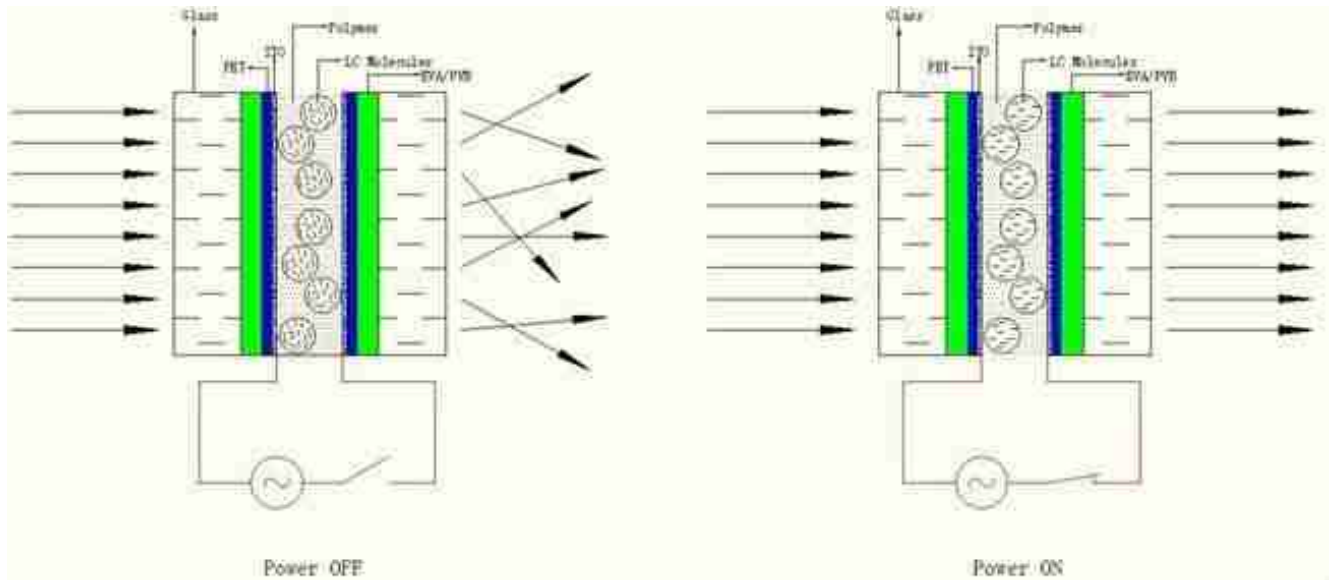 Glass
Polymer
ITO
PET
LC Molecules
EVA/PVB
Power OFF
Glass
Polymer
ITO
PET
LC Molecules
EVA/PVB
Power ON